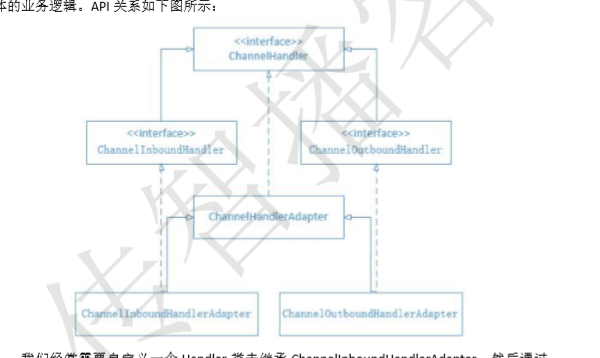 体的业务逻辑。API 关系如下图所示：
<<interface>>
ChannelHandler
<<interface>>
ChannelInboundHandler
<<interface>>
ChannelOutboundHandler
ChannelHandlerAdapter
ChannelInboundHandlerAdapter
ChannelOutboundHandlerAdapter
我们经常需要自定义一个 Handler 类去继承 ChannelInboundHandlerAdapter，然后通过
传智播客